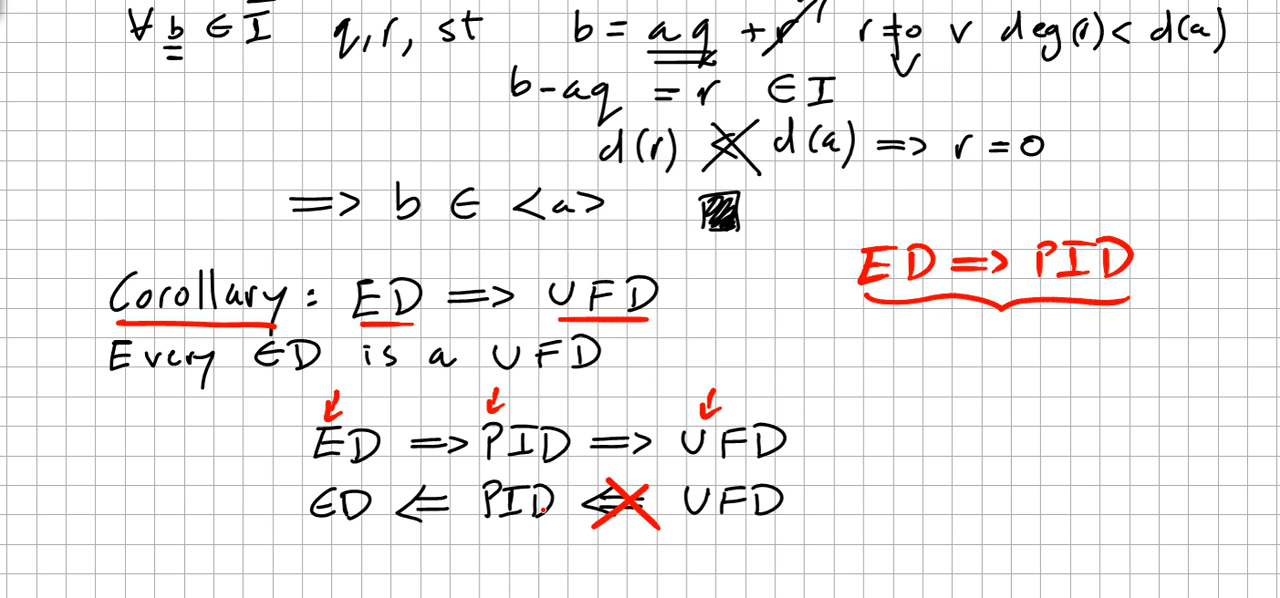 ∀ b ∈ I q, r, st b = aq + r r = 0 ∨ deg(r) < d(a)
b - aq = r ∈ I
d(r) < d(a) => r = 0
=> b ∈ <a>
ED => PID
Corollary: ED => UFD
Every ED is a UFD
ED => PID => UFD
ED <= PID <= UFD